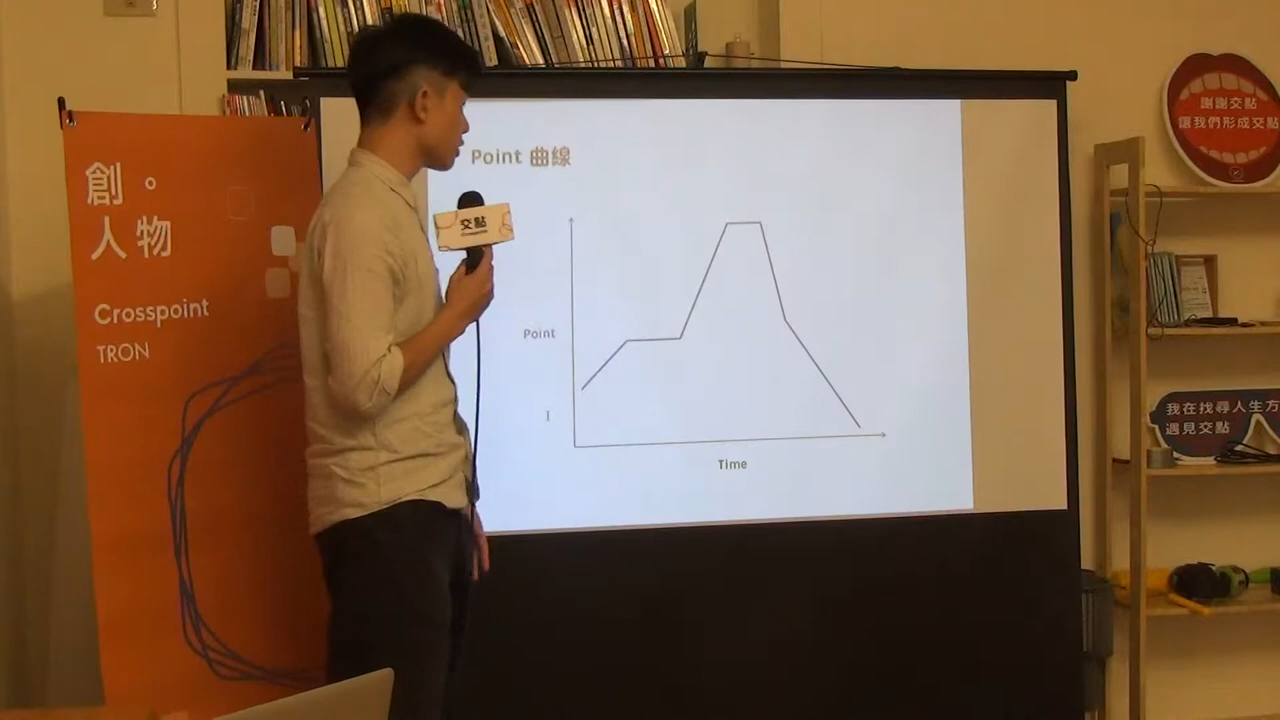 創。
人物
Crosspoint
TRON
Point 曲線
交點
Point
Time
謝謝交點
讓我們形成交點
我在找尋人生方
遇見交點